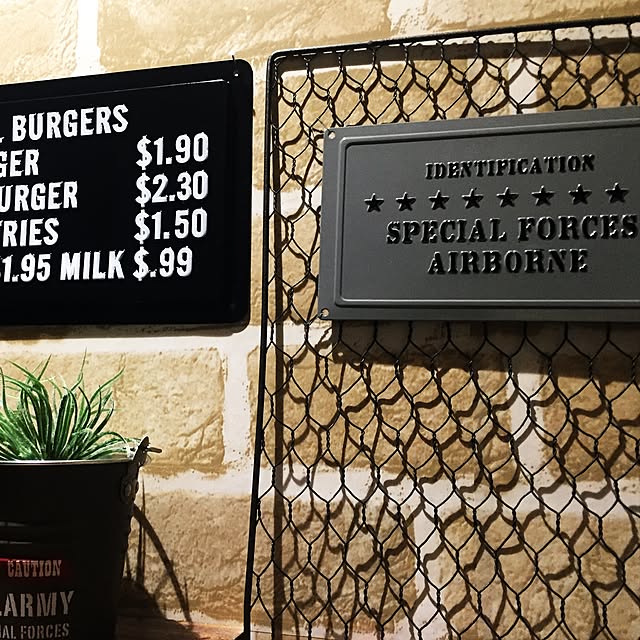 BURGERS
GER $1.90
URGER $2.30
RIES $1.50
1.95 MILK $.99
IDENTIFICATION
★ ★ ★ ★ ★ ★ ★ ★
SPECIAL FORCES
AIRBORNE
CAUTION
ARMY
IAL FORCES